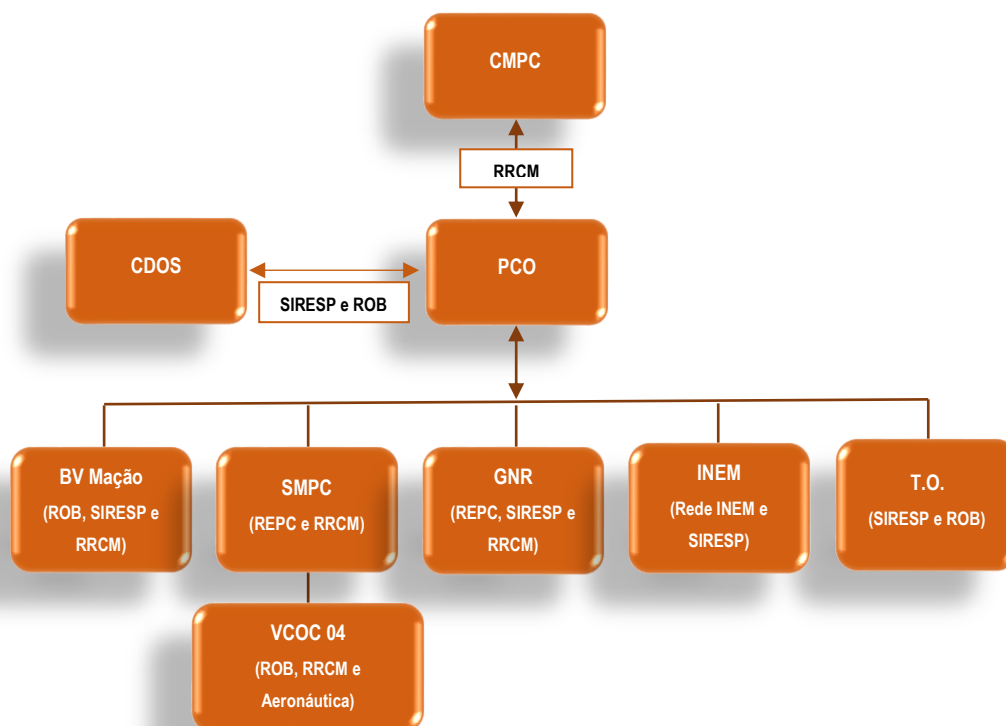 CMPC
RRCM
CDOS
PCO
SIRESP e ROB
BV Mação
(ROB, SIRESP e
RRCM)
SMPC
(REPC e RRCM)
GNR
(REPC, SIRESP e
RRCM)
INEM
(Rede INEM e
SIRESP)
T.O.
(SIRESP e ROB)
VCOC 04
(ROB, RRCM e
Aeronáutica)